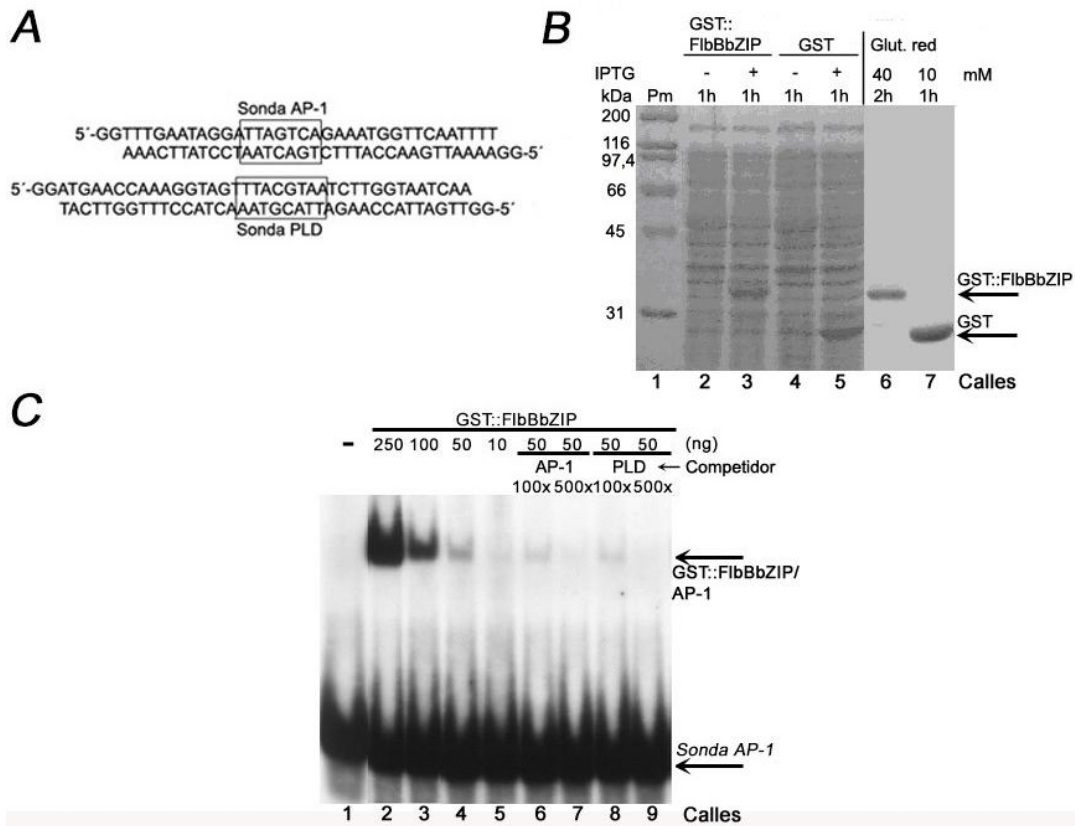 A
Sonda AP-1
5´-GGTTTGAATAGGATTAGTCAGAAATGGTTCAATTTT
AAACTTATCCTAATCAGTCTTTACCAAGTTAAAAGG-5´
5´-GGATGAACCAAAGGTAGTTTACGTAATCTTGGTAATCAA
TACTTGGTTTCCATCAAATGCATTAGAACCATTAGTTGG-5´
Sonda PLD
B
GST::
FlbBbZIP GST Glut. red
IPTG - + - + 40 10 mM
kDa Pm 1h 1h 1h 1h 2h 1h
200
116
97,4
66
45
31
GST::FlbBbZIP
GST
1 2 3 4 5 6 7 Calles
C
GST::FlbBbZIP
- 250 100 50 10 50 50 50 50 (ng)
AP-1 PLD ← Competidor
100x 500x 100x 500x
GST::FlbBbZIP/
AP-1
Sonda AP-1
1 2 3 4 5 6 7 8 9 Calles